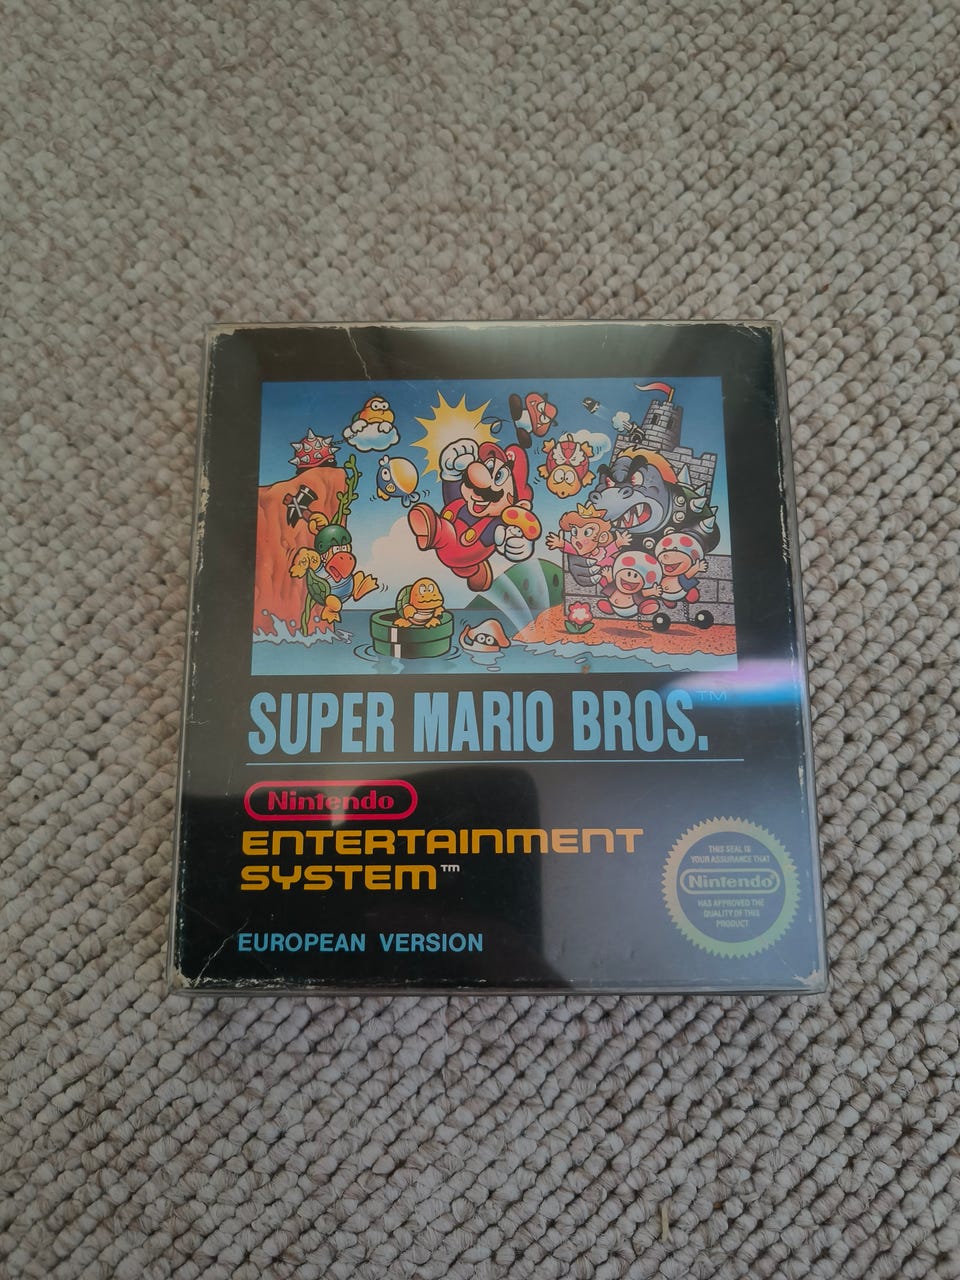 SUPER MARIO BROS.™
Nintendo
ENTERTAINMENT
SYSTEM™
EUROPEAN VERSION
THIS SEAL IS
YOUR ASSURANCE THAT
Nintendo®
HAS APPROVED THE
QUALITY OF THIS
PRODUCT